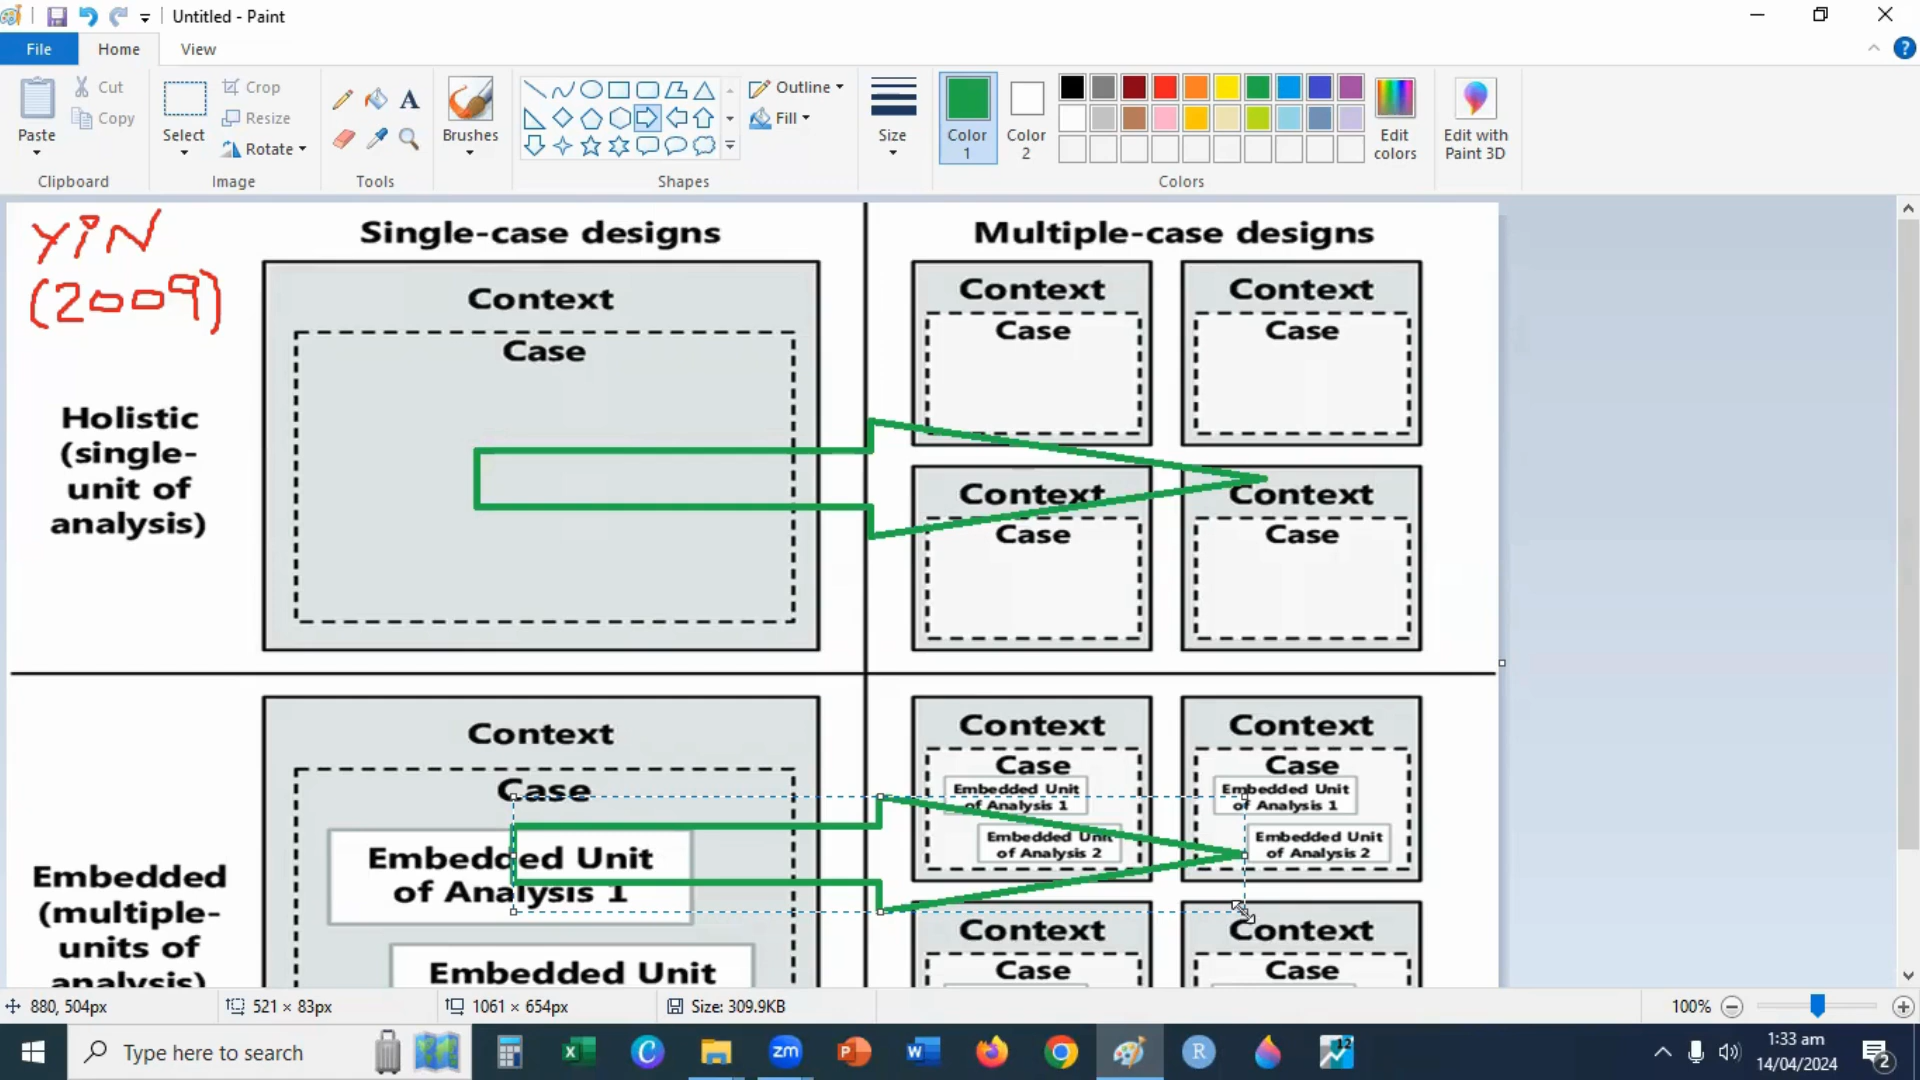 Untitled - Paint
File Home View
Paste
Cut
Copy
Clipboard
Select
Crop
Resize
Rotate
Image
Tools
Brushes
Shapes
Outline
Fill
Size
Color 1
Color 2
Edit colors
Edit with Paint 3D
Colors
YiN
(2009)
Single-case designs
Multiple-case designs
Context
Case
Context
Case
Context
Case
Holistic
(single-
unit of
analysis)
Context
Case
Context
Case
Context
Case
Embedded Unit
of Analysis 1
Embedded Unit
Context
Case
Embedded Unit
of Analysis 1
Embedded Unit
of Analysis 2
Context
Case
Embedded Unit
of Analysis 1
Embedded Unit
of Analysis 2
Embedded
(multiple-
units of
analysis)
Context
Case
Context
Case
880, 504px
521 × 83px
1061 × 654px
Size: 309.9KB
100%
Type here to search
zm
12
1:33 am
14/04/2024
2